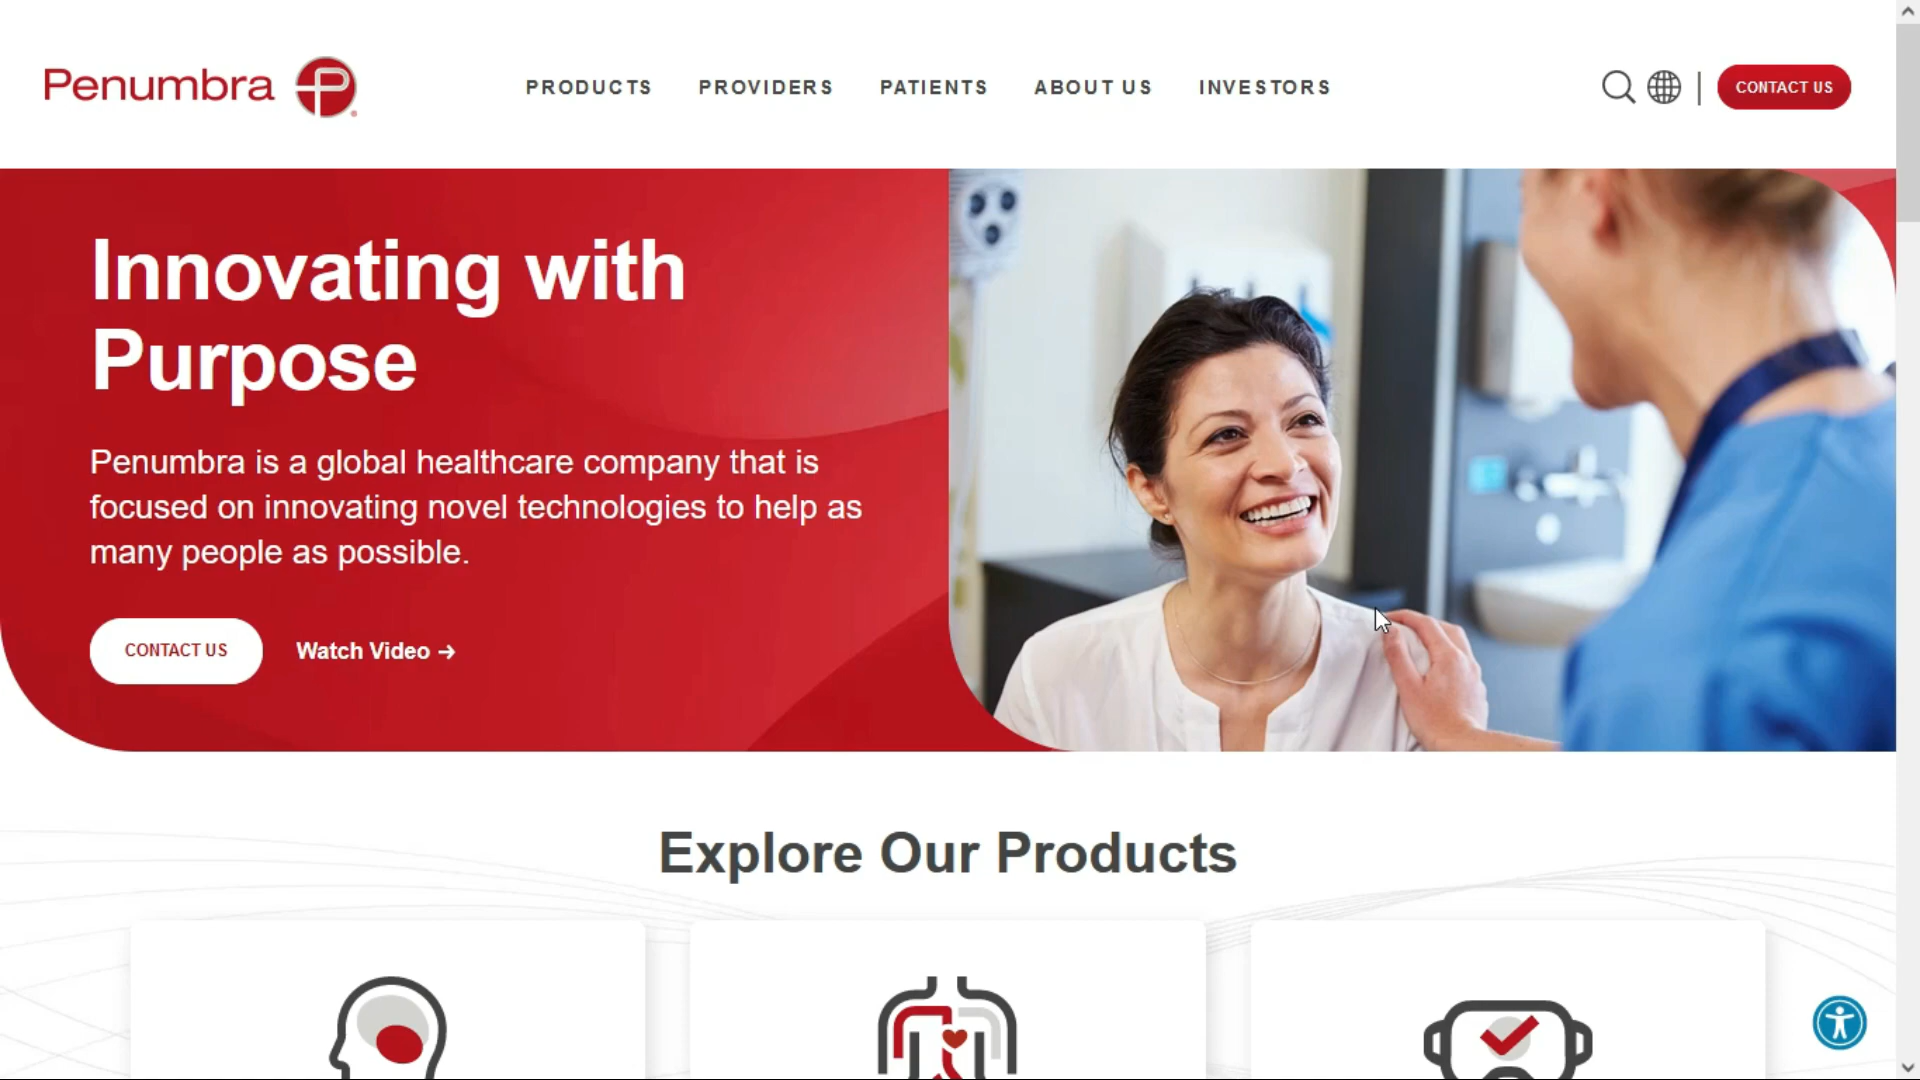 Penumbra
PRODUCTS PROVIDERS PATIENTS ABOUT US INVESTORS
CONTACT US
Innovating with
Purpose
Penumbra is a global healthcare company that is
focused on innovating novel technologies to help as
many people as possible.
CONTACT US
Watch Video →
Explore Our Products